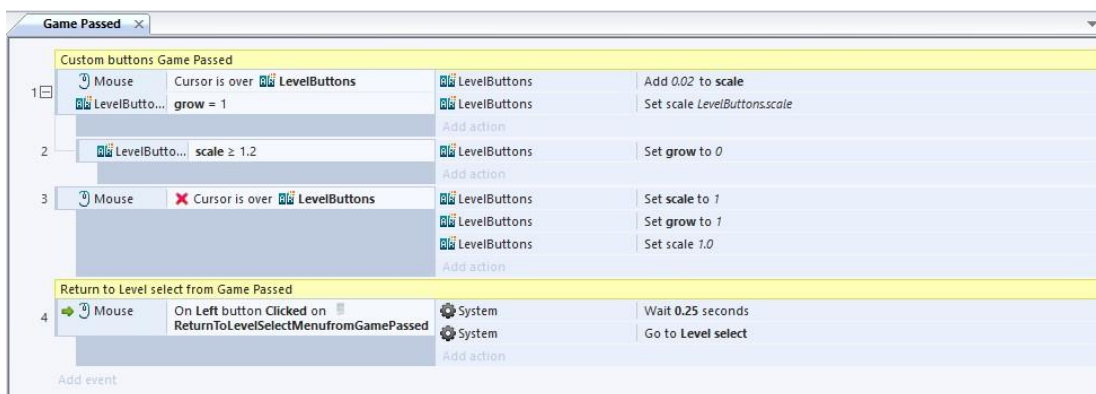 Game Passed ×
Custom buttons Game Passed
1 Mouse Cursor is over LevelButtons LevelButtons Add 0.02 to scale
LevelButto... grow = 1 LevelButtons Set scale LevelButtons.scale
Add action
2 LevelButto... scale ≥ 1.2 LevelButtons Set grow to 0
Add action
3 Mouse Cursor is over LevelButtons LevelButtons Set scale to 1
LevelButtons Set grow to 1
LevelButtons Set scale 1.0
Add action
Return to Level select from Game Passed
4 Mouse On Left button Clicked on System Wait 0.25 seconds
ReturnToLevelSelectMenufromGamePassed System Go to Level select
Add action
Add event